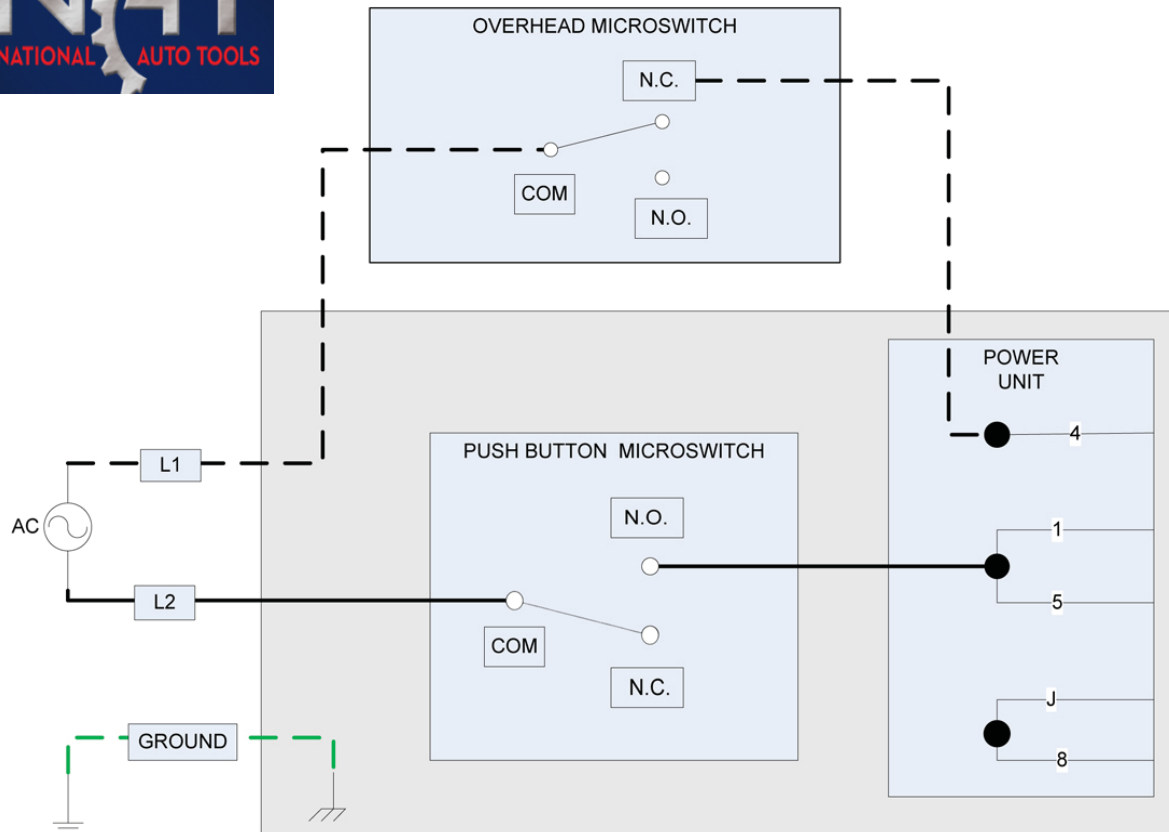 NATIONAL AUTO TOOLS
OVERHEAD MICROSWITCH
N.C.
COM
N.O.
POWER
UNIT
4
L1
PUSH BUTTON MICROSWITCH
N.O.
AC
1
L2
5
COM
N.C.
J
GROUND
8